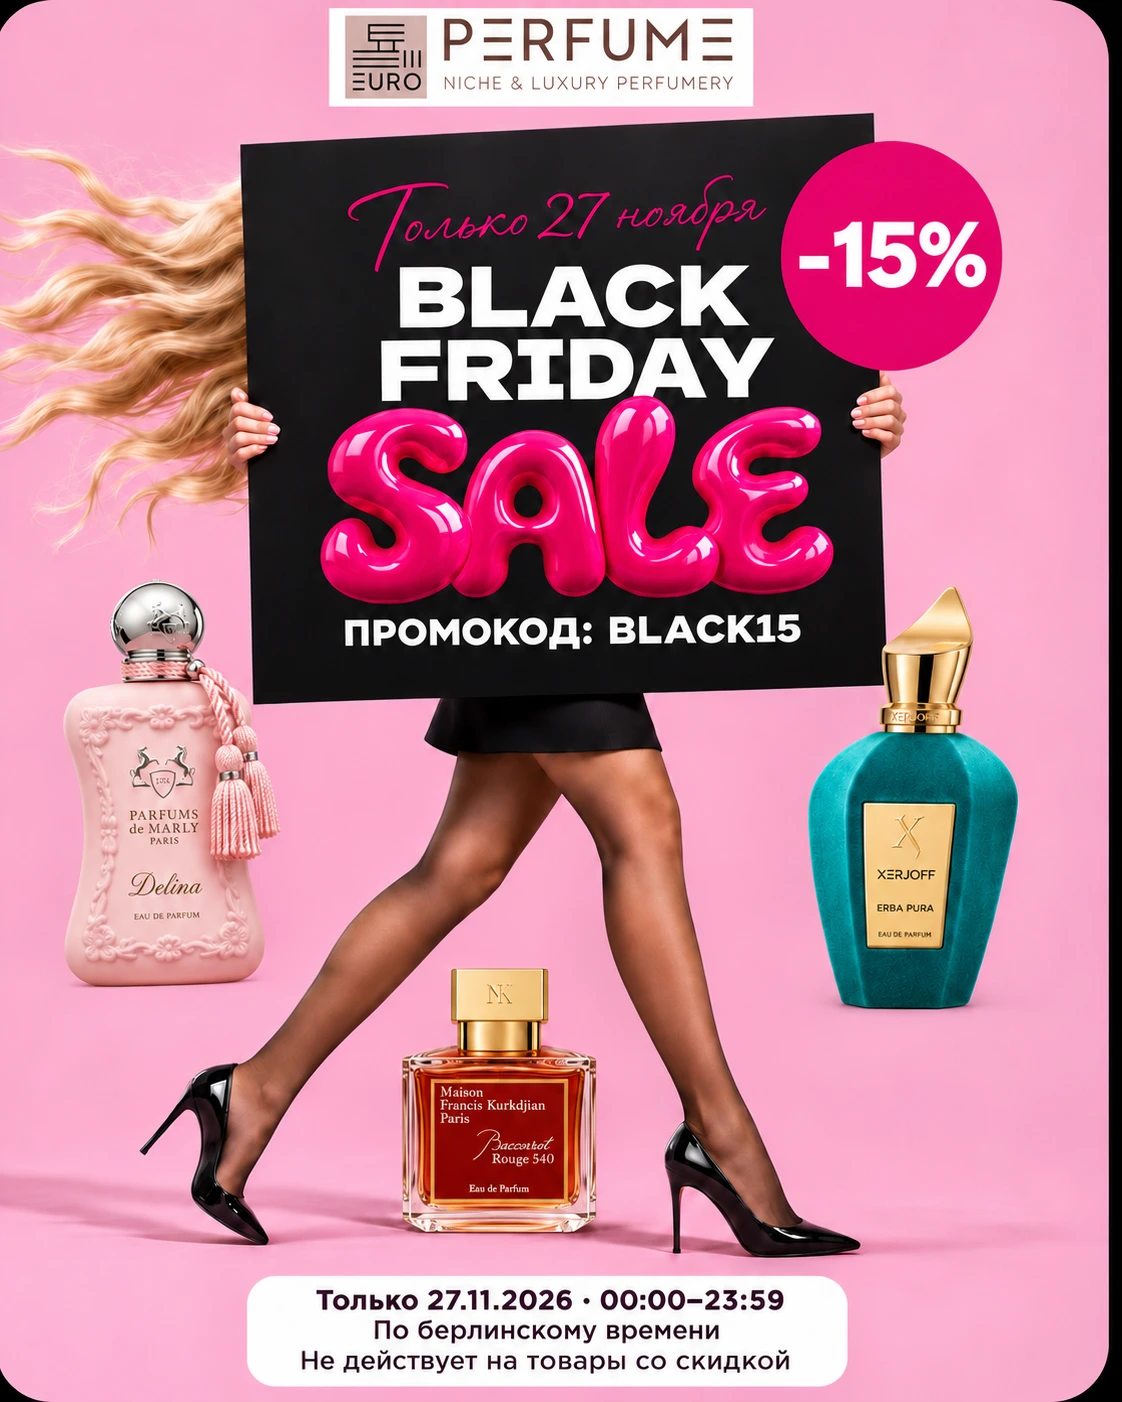 EURO
PERFUME
NICHE & LUXURY PERFUMERY
Только 27 ноября
BLACK
FRIDAY
SALE
-15%
ПРОМОКОД: BLACK15
PARFUMS
de MARLY
PARIS
Delina
EAU DE PARFUM
XERJOFF
XERJOFF
ERBA PURA
EAU DE PARFUM
Maison
Francis Kurkdjian
Paris
Rouge 540
Eau de Parfum
Только 27.11.2026 · 00:00–23:59
По берлинскому времени
Не действует на товары со скидкой